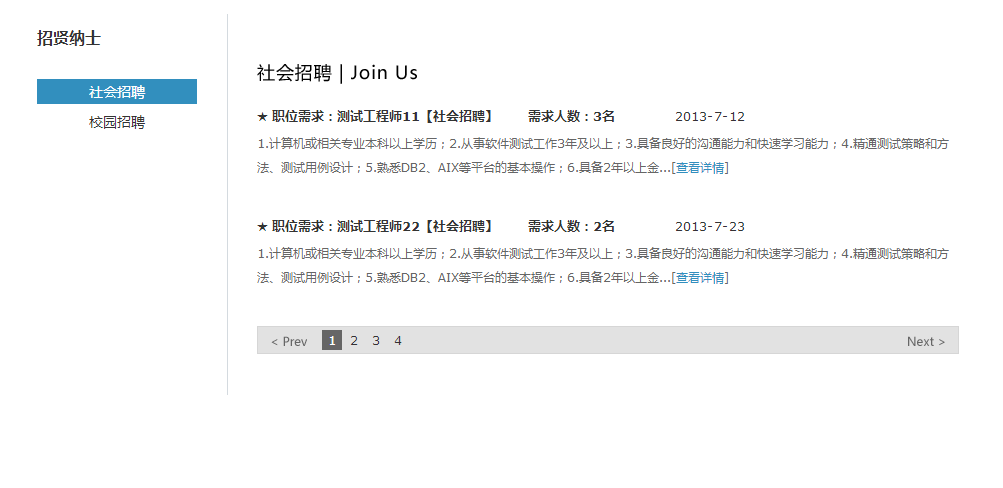 招贤纳士
社会招聘
校园招聘
社会招聘 | Join Us
★ 职位需求：测试工程师11【社会招聘】 需求人数：3名 2013-7-12
1.计算机或相关专业本科以上学历；2.从事软件测试工作3年及以上；3.具备良好的沟通能力和快速学习能力；4.精通测试策略和方
法、测试用例设计；5.熟悉DB2、AIX等平台的基本操作；6.具备2年以上金...[查看详情]
★ 职位需求：测试工程师22【社会招聘】 需求人数：2名 2013-7-23
1.计算机或相关专业本科以上学历；2.从事软件测试工作3年及以上；3.具备良好的沟通能力和快速学习能力；4.精通测试策略和方
法、测试用例设计；5.熟悉DB2、AIX等平台的基本操作；6.具备2年以上金...[查看详情]
< Prev 1 2 3 4 Next >